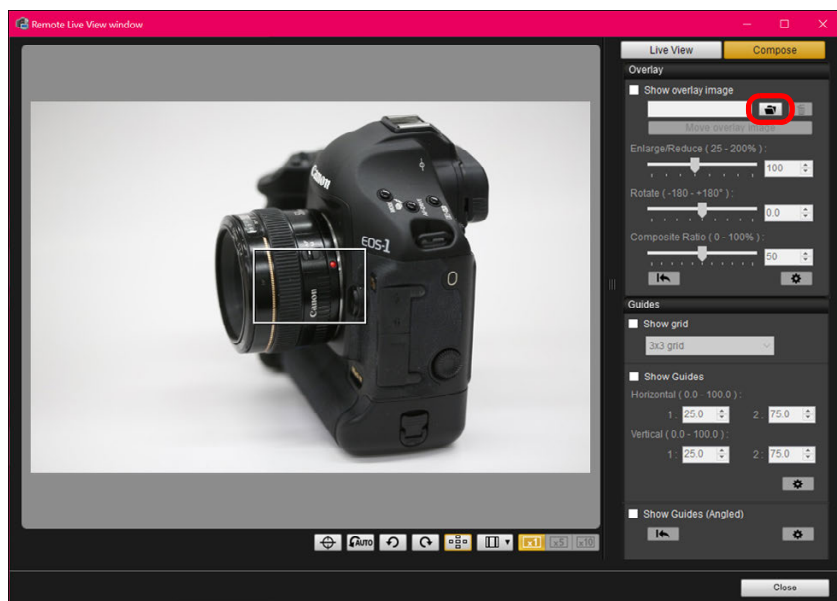 Remote Live View window
Live View
Compose
Overlay
Show overlay image
Move overlay image
Enlarge/Reduce ( 25 - 200% ) :
100
Rotate ( -180 - +180° ) :
0.0
Composite Ratio ( 0 - 100% ) :
50
Guides
Show grid
3x3 grid
Show Guides
Horizontal ( 0.0 - 100.0 ) :
1 : 25.0 2 : 75.0
Vertical ( 0.0 - 100.0 ) :
1 : 25.0 2 : 75.0
Show Guides (Angled)
Canon
EOS-1
Canon
AUTO
x1 x5 x10
Close